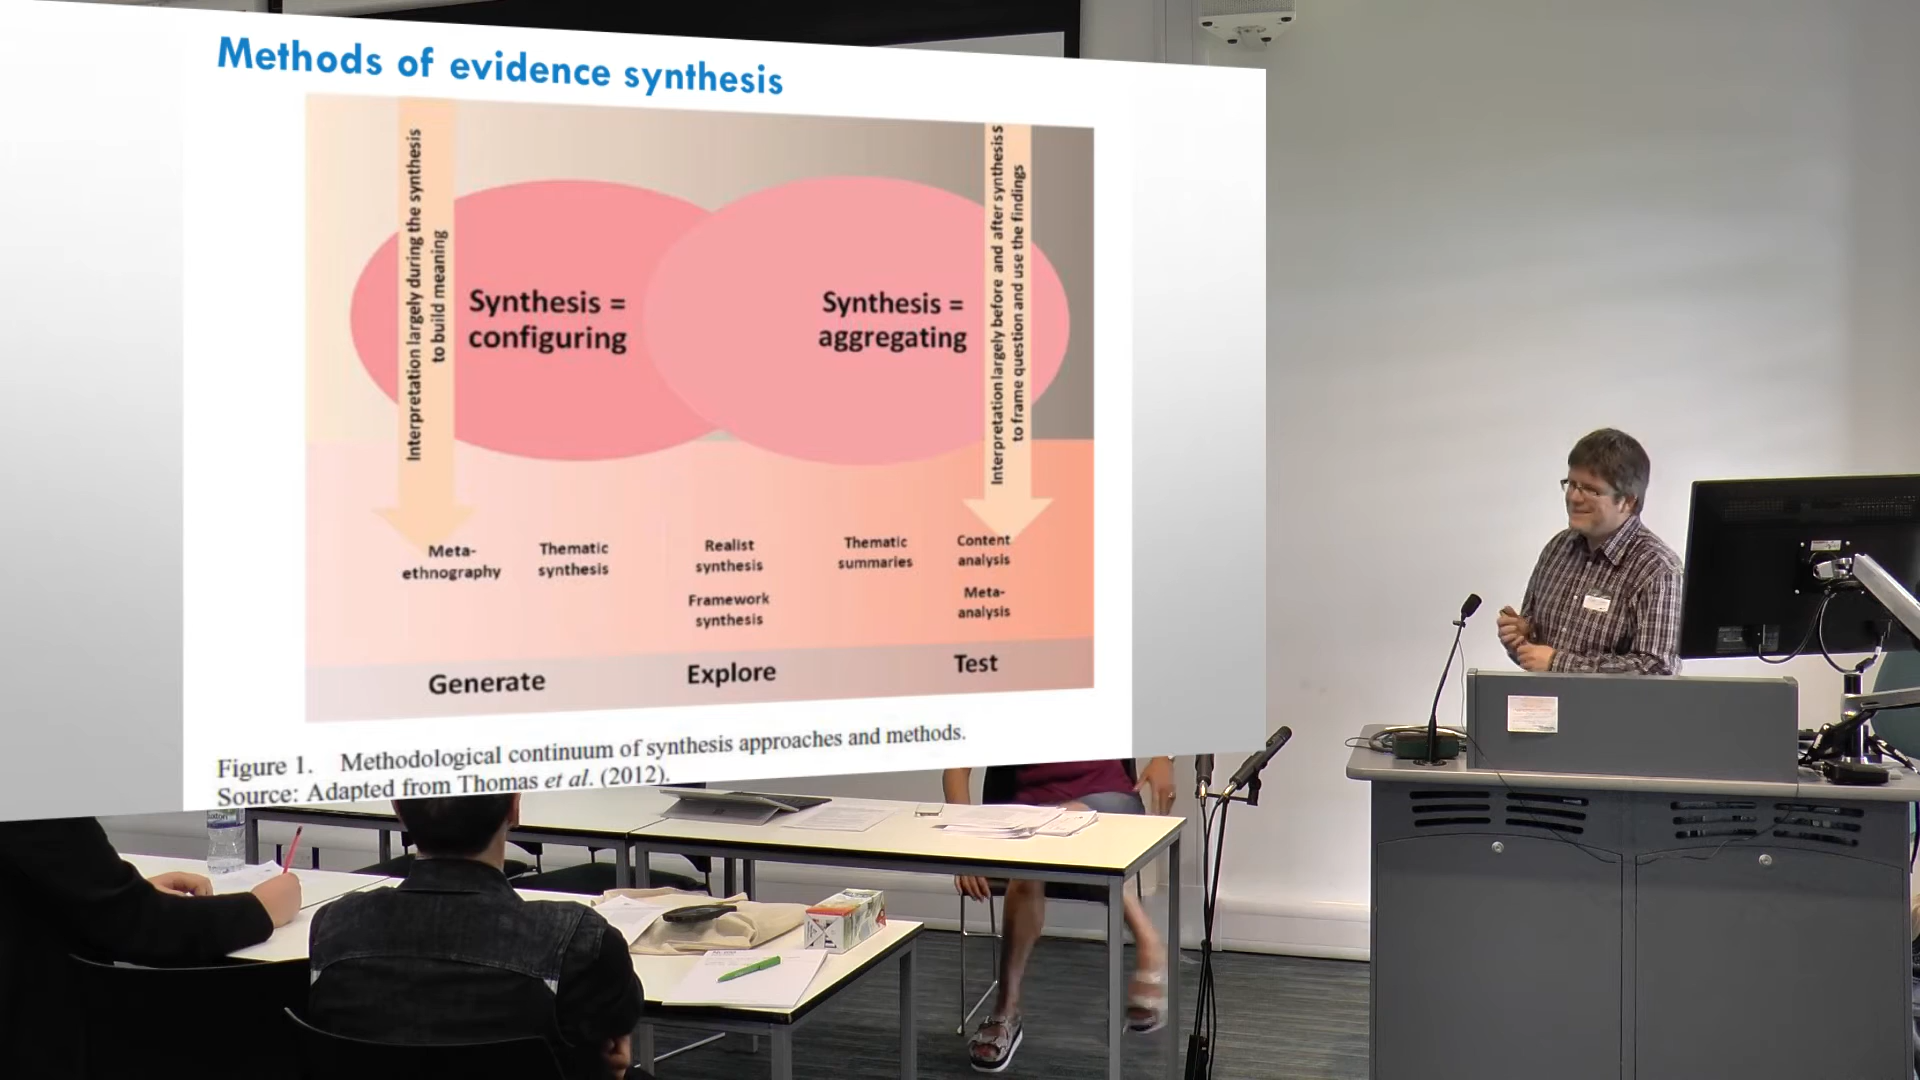 Methods of evidence synthesis
Interpretation largely during the synthesis
to build meaning
Synthesis =
configuring
Synthesis =
aggregating
Interpretation largely before and after synthesis
to frame question and use the findings
Meta-
ethnography
Thematic
synthesis
Realist
synthesis
Framework
synthesis
Thematic
summaries
Content
analysis
Meta-
analysis
Generate
Explore
Test
Figure 1. Methodological continuum of synthesis approaches and methods.
Source: Adapted from Thomas et al. (2012).